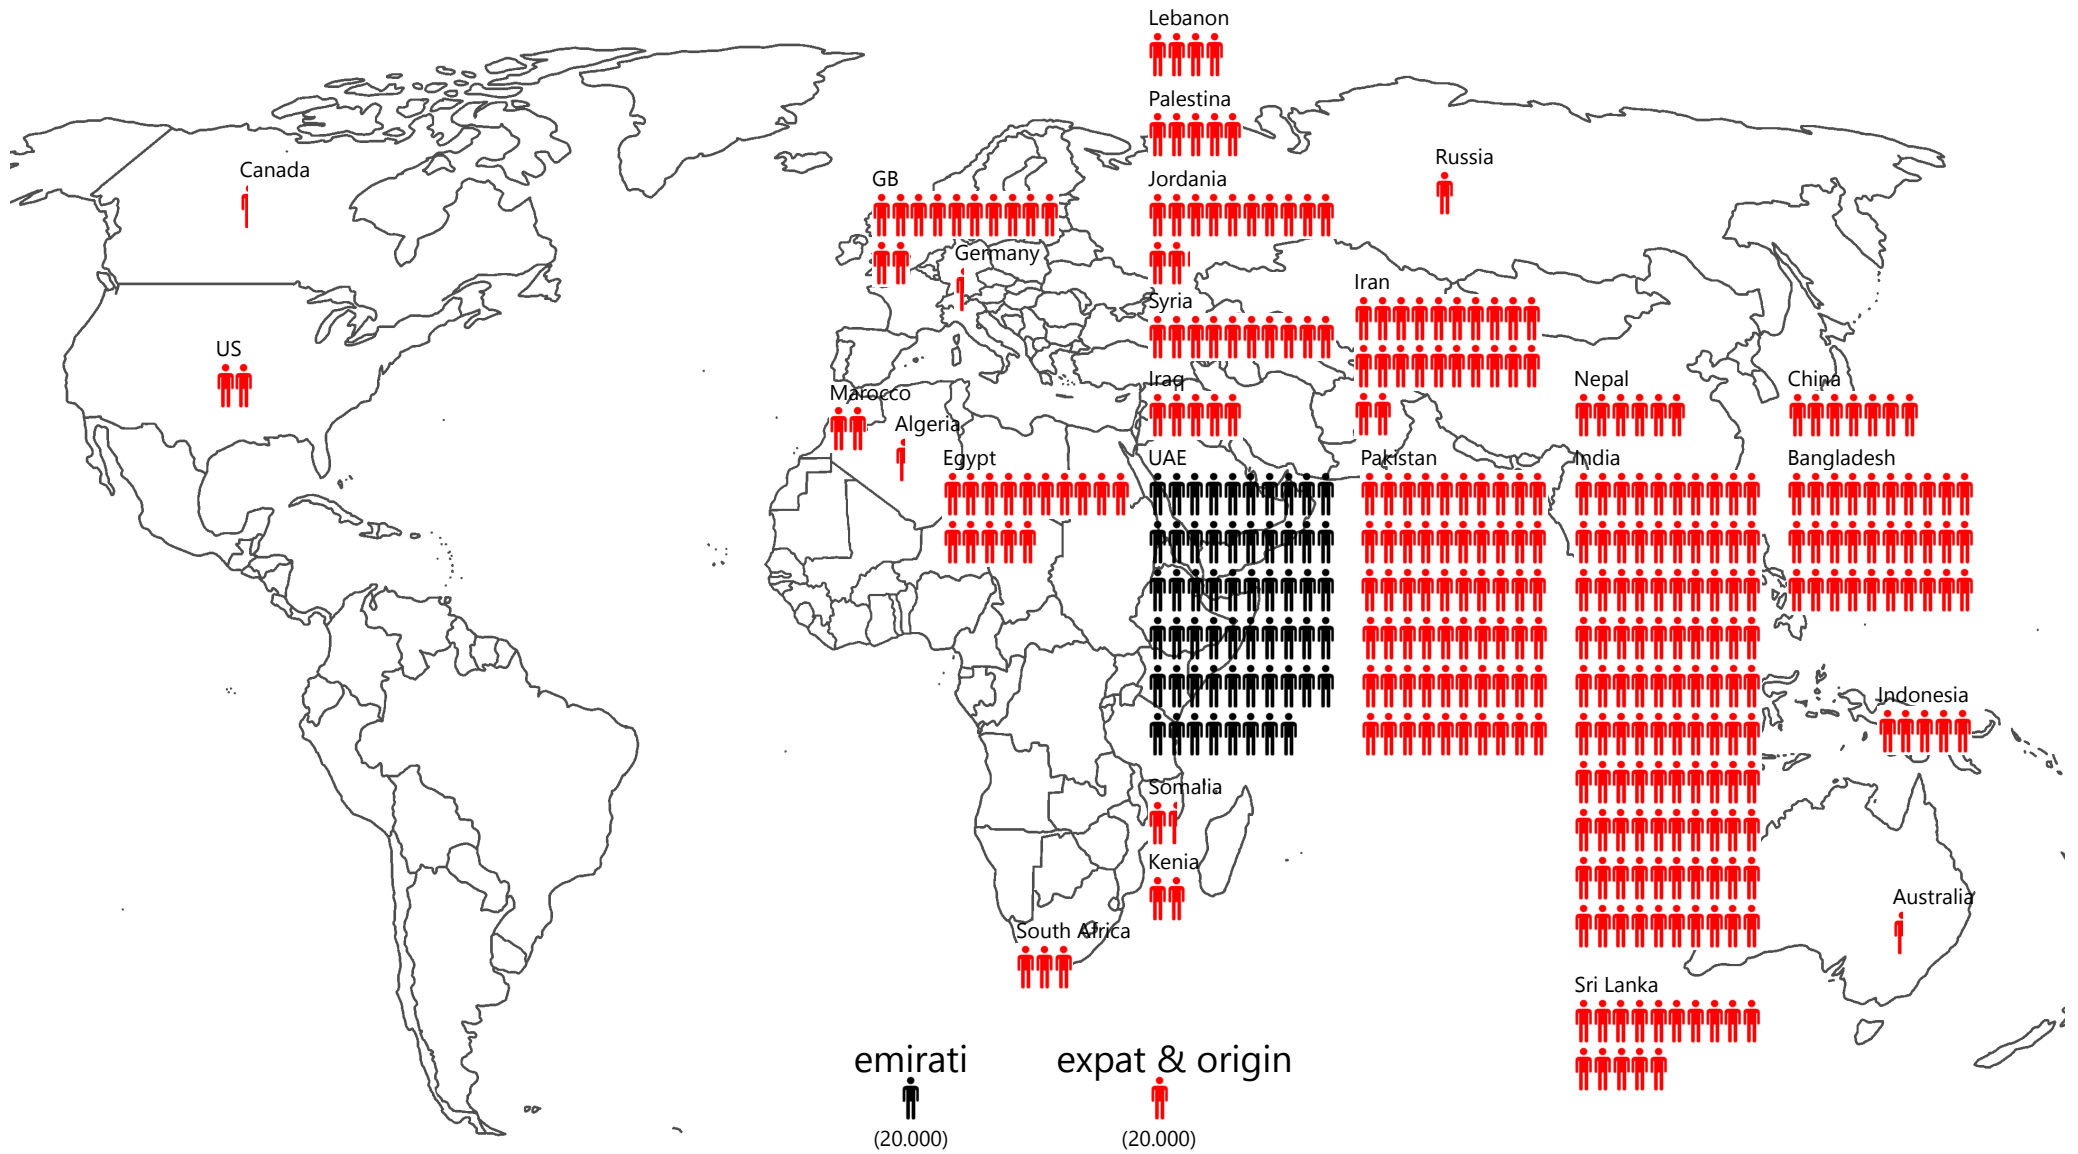 Lebanon
Palestina
Russia
Canada
GB
Jordania
Germany
Iran
Syria
US
Iraq
Nepal
China
Marocco
Algeria
Egypt
UAE
Pakistan
India
Bangladesh
Indonesia
Somalia
Kenia
Australia
South Africa
Sri Lanka
emirati
expat & origin
(20.000)
(20.000)